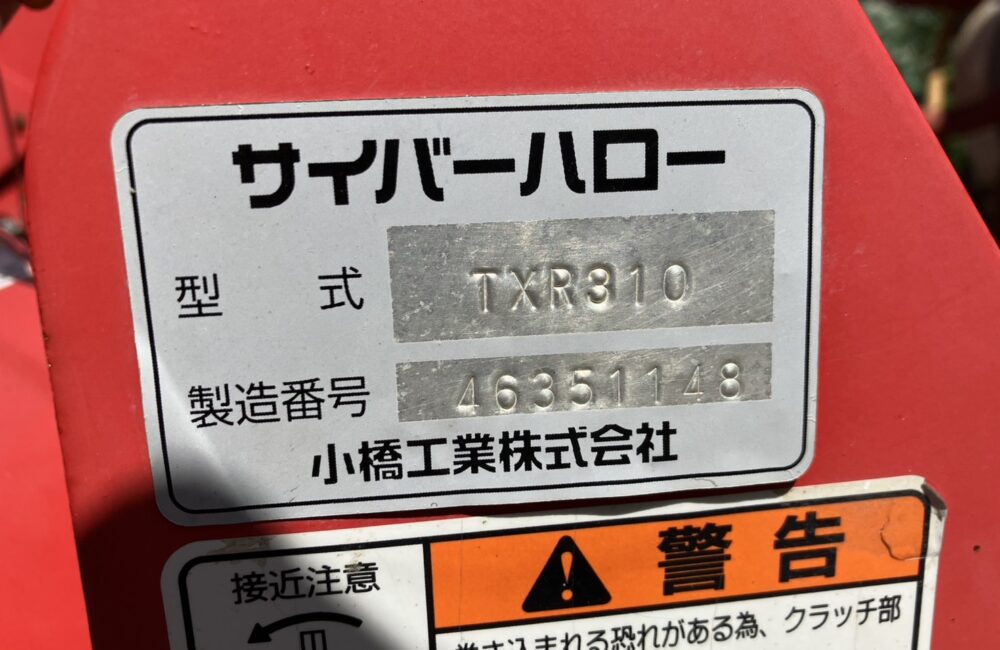 サイバーハロー
型式 TXR310
製造番号 46351148
小橋工業株式会社
警告
接近注意
巻き込まれる恐れがある為、クラッチ部